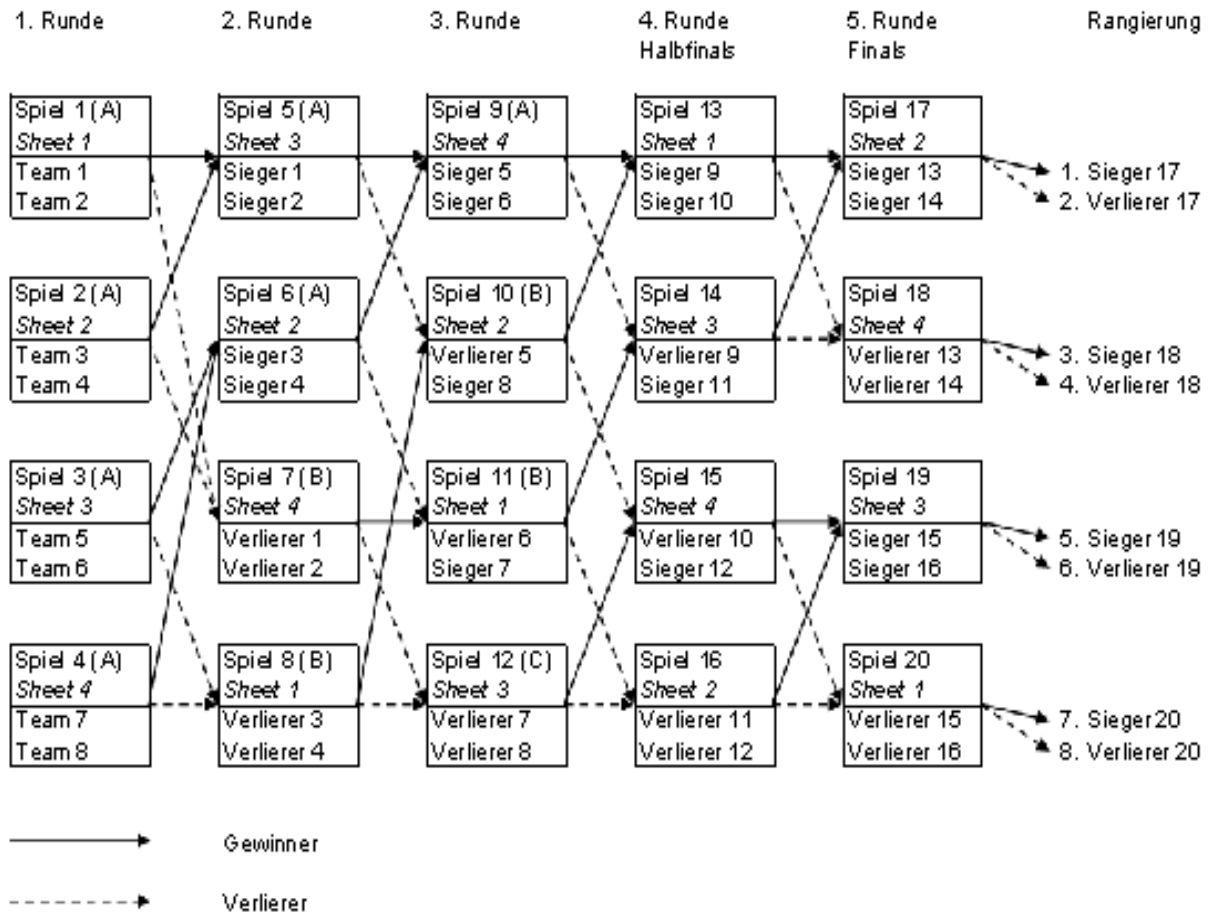 1. Runde
2. Runde
3. Runde
4. Runde
Halbfinals
5. Runde
Finals
Rangierung
Spiel 1 (A)
Sheet 1
Team 1
Team 2
Spiel 5 (A)
Sheet 3
Sieger 1
Sieger 2
Spiel 9 (A)
Sheet 4
Sieger 5
Sieger 6
Spiel 13
Sheet 1
Sieger 9
Sieger 10
Spiel 17
Sheet 2
Sieger 13
Sieger 14
1. Sieger 17
2. Verlierer 17
Spiel 2 (A)
Sheet 2
Team 3
Team 4
Spiel 6 (A)
Sheet 2
Sieger 3
Sieger 4
Spiel 10 (B)
Sheet 2
Verlierer 5
Sieger 8
Spiel 14
Sheet 3
Verlierer 9
Sieger 11
Spiel 18
Sheet 4
Verlierer 13
Verlierer 14
3. Sieger 18
4. Verlierer 18
Spiel 3 (A)
Sheet 3
Team 5
Team 6
Spiel 7 (B)
Sheet 4
Verlierer 1
Verlierer 2
Spiel 11 (B)
Sheet 1
Verlierer 6
Sieger 7
Spiel 15
Sheet 4
Verlierer 10
Sieger 12
Spiel 19
Sheet 3
Sieger 15
Sieger 16
5. Sieger 19
6. Verlierer 19
Spiel 4 (A)
Sheet 4
Team 7
Team 8
Spiel 8 (B)
Sheet 1
Verlierer 3
Verlierer 4
Spiel 12 (C)
Sheet 3
Verlierer 7
Verlierer 8
Spiel 16
Sheet 2
Verlierer 11
Verlierer 12
Spiel 20
Sheet 1
Verlierer 15
Verlierer 16
7. Sieger 20
8. Verlierer 20
Gewinner
Verlierer